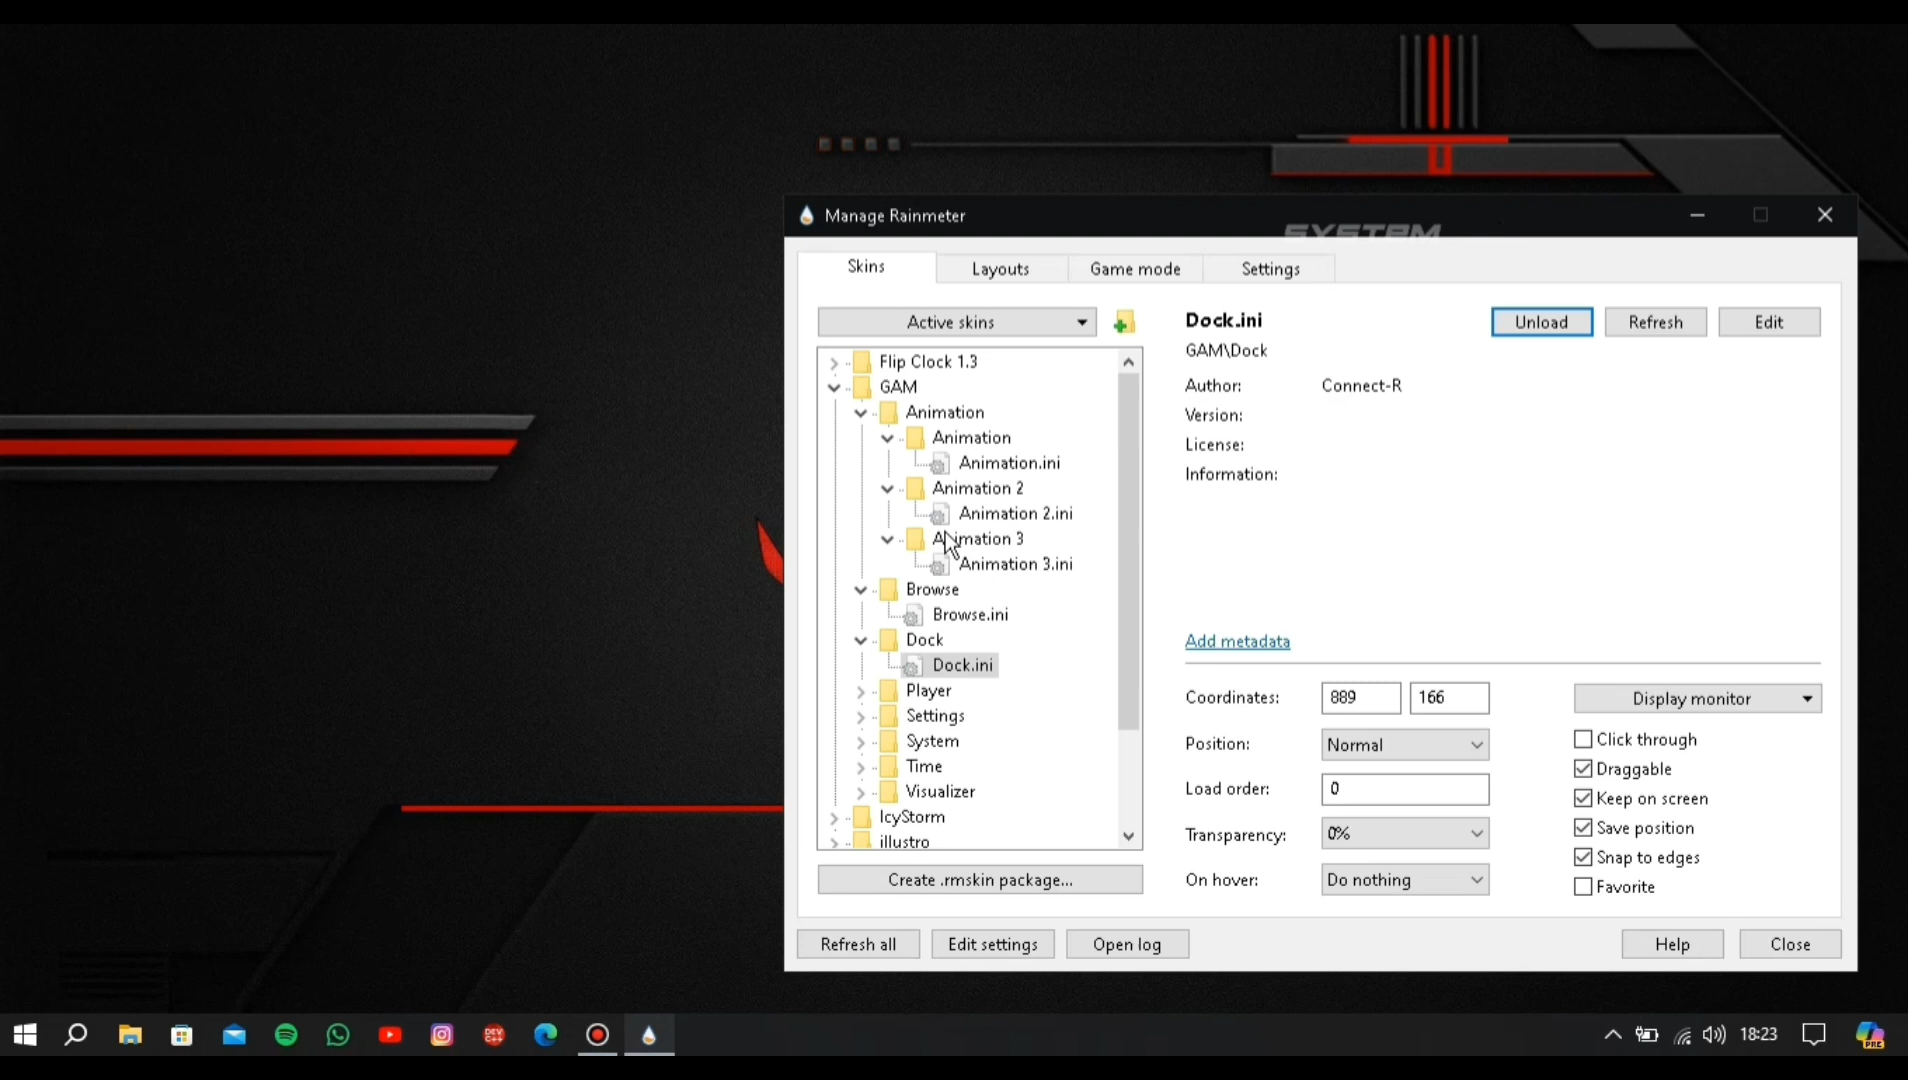 Manage Rainmeter
SYSTEM
Skins
Layouts
Game mode
Settings
Active skins
Flip Clock 1.3
GAM
Animation
Animation
Animation.ini
Animation 2
Animation 2.ini
Animation 3
Animation 3.ini
Browse
Browse.ini
Dock
Dock.ini
Player
Settings
System
Time
Visualizer
IcyStorm
illustro
Create .rmskin package...
Dock.ini
Unload
Refresh
Edit
GAM\Dock
Author: Connect-R
Version:
License:
Information:
Add metadata
Coordinates: 889 166
Display monitor
Position: Normal
Load order: 0
Transparency: 0%
On hover: Do nothing
Click through
Draggable
Keep on screen
Save position
Snap to edges
Favorite
Refresh all
Edit settings
Open log
Help
Close
DEV
C++
18:23
PRE